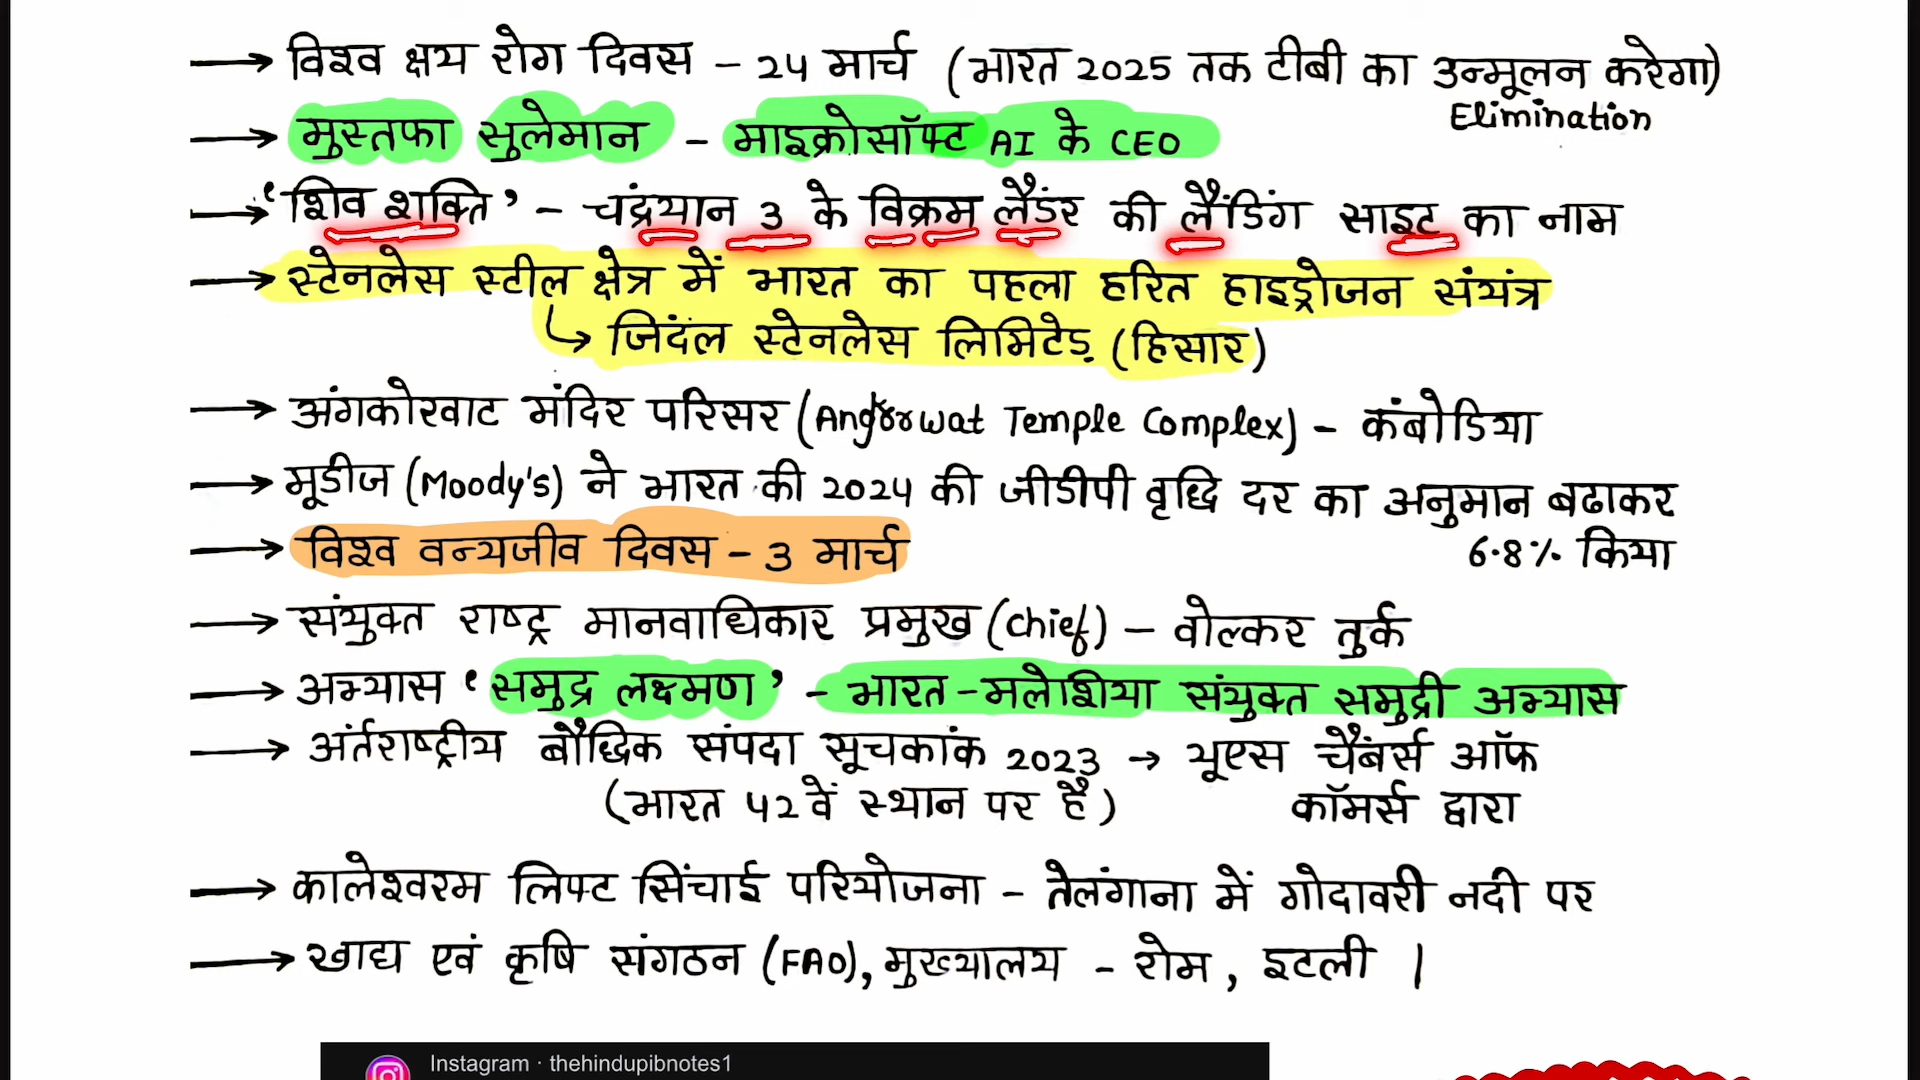 → विश्व क्षय रोग दिवस – 24 मार्च (भारत 2025 तक टीबी का उन्मूलन करेगा)
Elimination
→ मुस्तफा सुलेमान – माइक्रोसॉफ्ट AI के CEO
→ ‘शिव शक्ति’ – चंद्रयान 3 के विक्रम लैंडर की लैंडिंग साइट का नाम
→ स्टेनलेस स्टील क्षेत्र में भारत का पहला हरित हाइड्रोजन संयंत्र
↳ जिंदल स्टेनलेस लिमिटेड (हिसार)
→ अंगकोरवाट मंदिर परिसर (Angkorwat Temple Complex) – कंबोडिया
→ मूडीज (Moody's) ने भारत की 2024 की जीडीपी वृद्धि दर का अनुमान बढाकर
6.8% किया
→ विश्व वन्यजीव दिवस – 3 मार्च
→ संयुक्त राष्ट्र मानवाधिकार प्रमुख (Chief) – वोल्कर तुर्क
→ अभ्यास ‘समुद्र लक्ष्मण’ – भारत-मलेशिया संयुक्त समुद्री अभ्यास
→ अंर्तराष्ट्रीय बौद्धिक संपदा सूचकांक 2023 → यूएस चैंबर्स ऑफ
(भारत 42वें स्थान पर है) कॉमर्स द्वारा
→ कालेश्वरम लिफ्ट सिंचाई परियोजना – तेलंगाना में गोदावरी नदी पर
→ खाद्य एवं कृषि संगठन (FAO), मुख्यालय – रोम, इटली |
Instagram · thehindupibnotes1